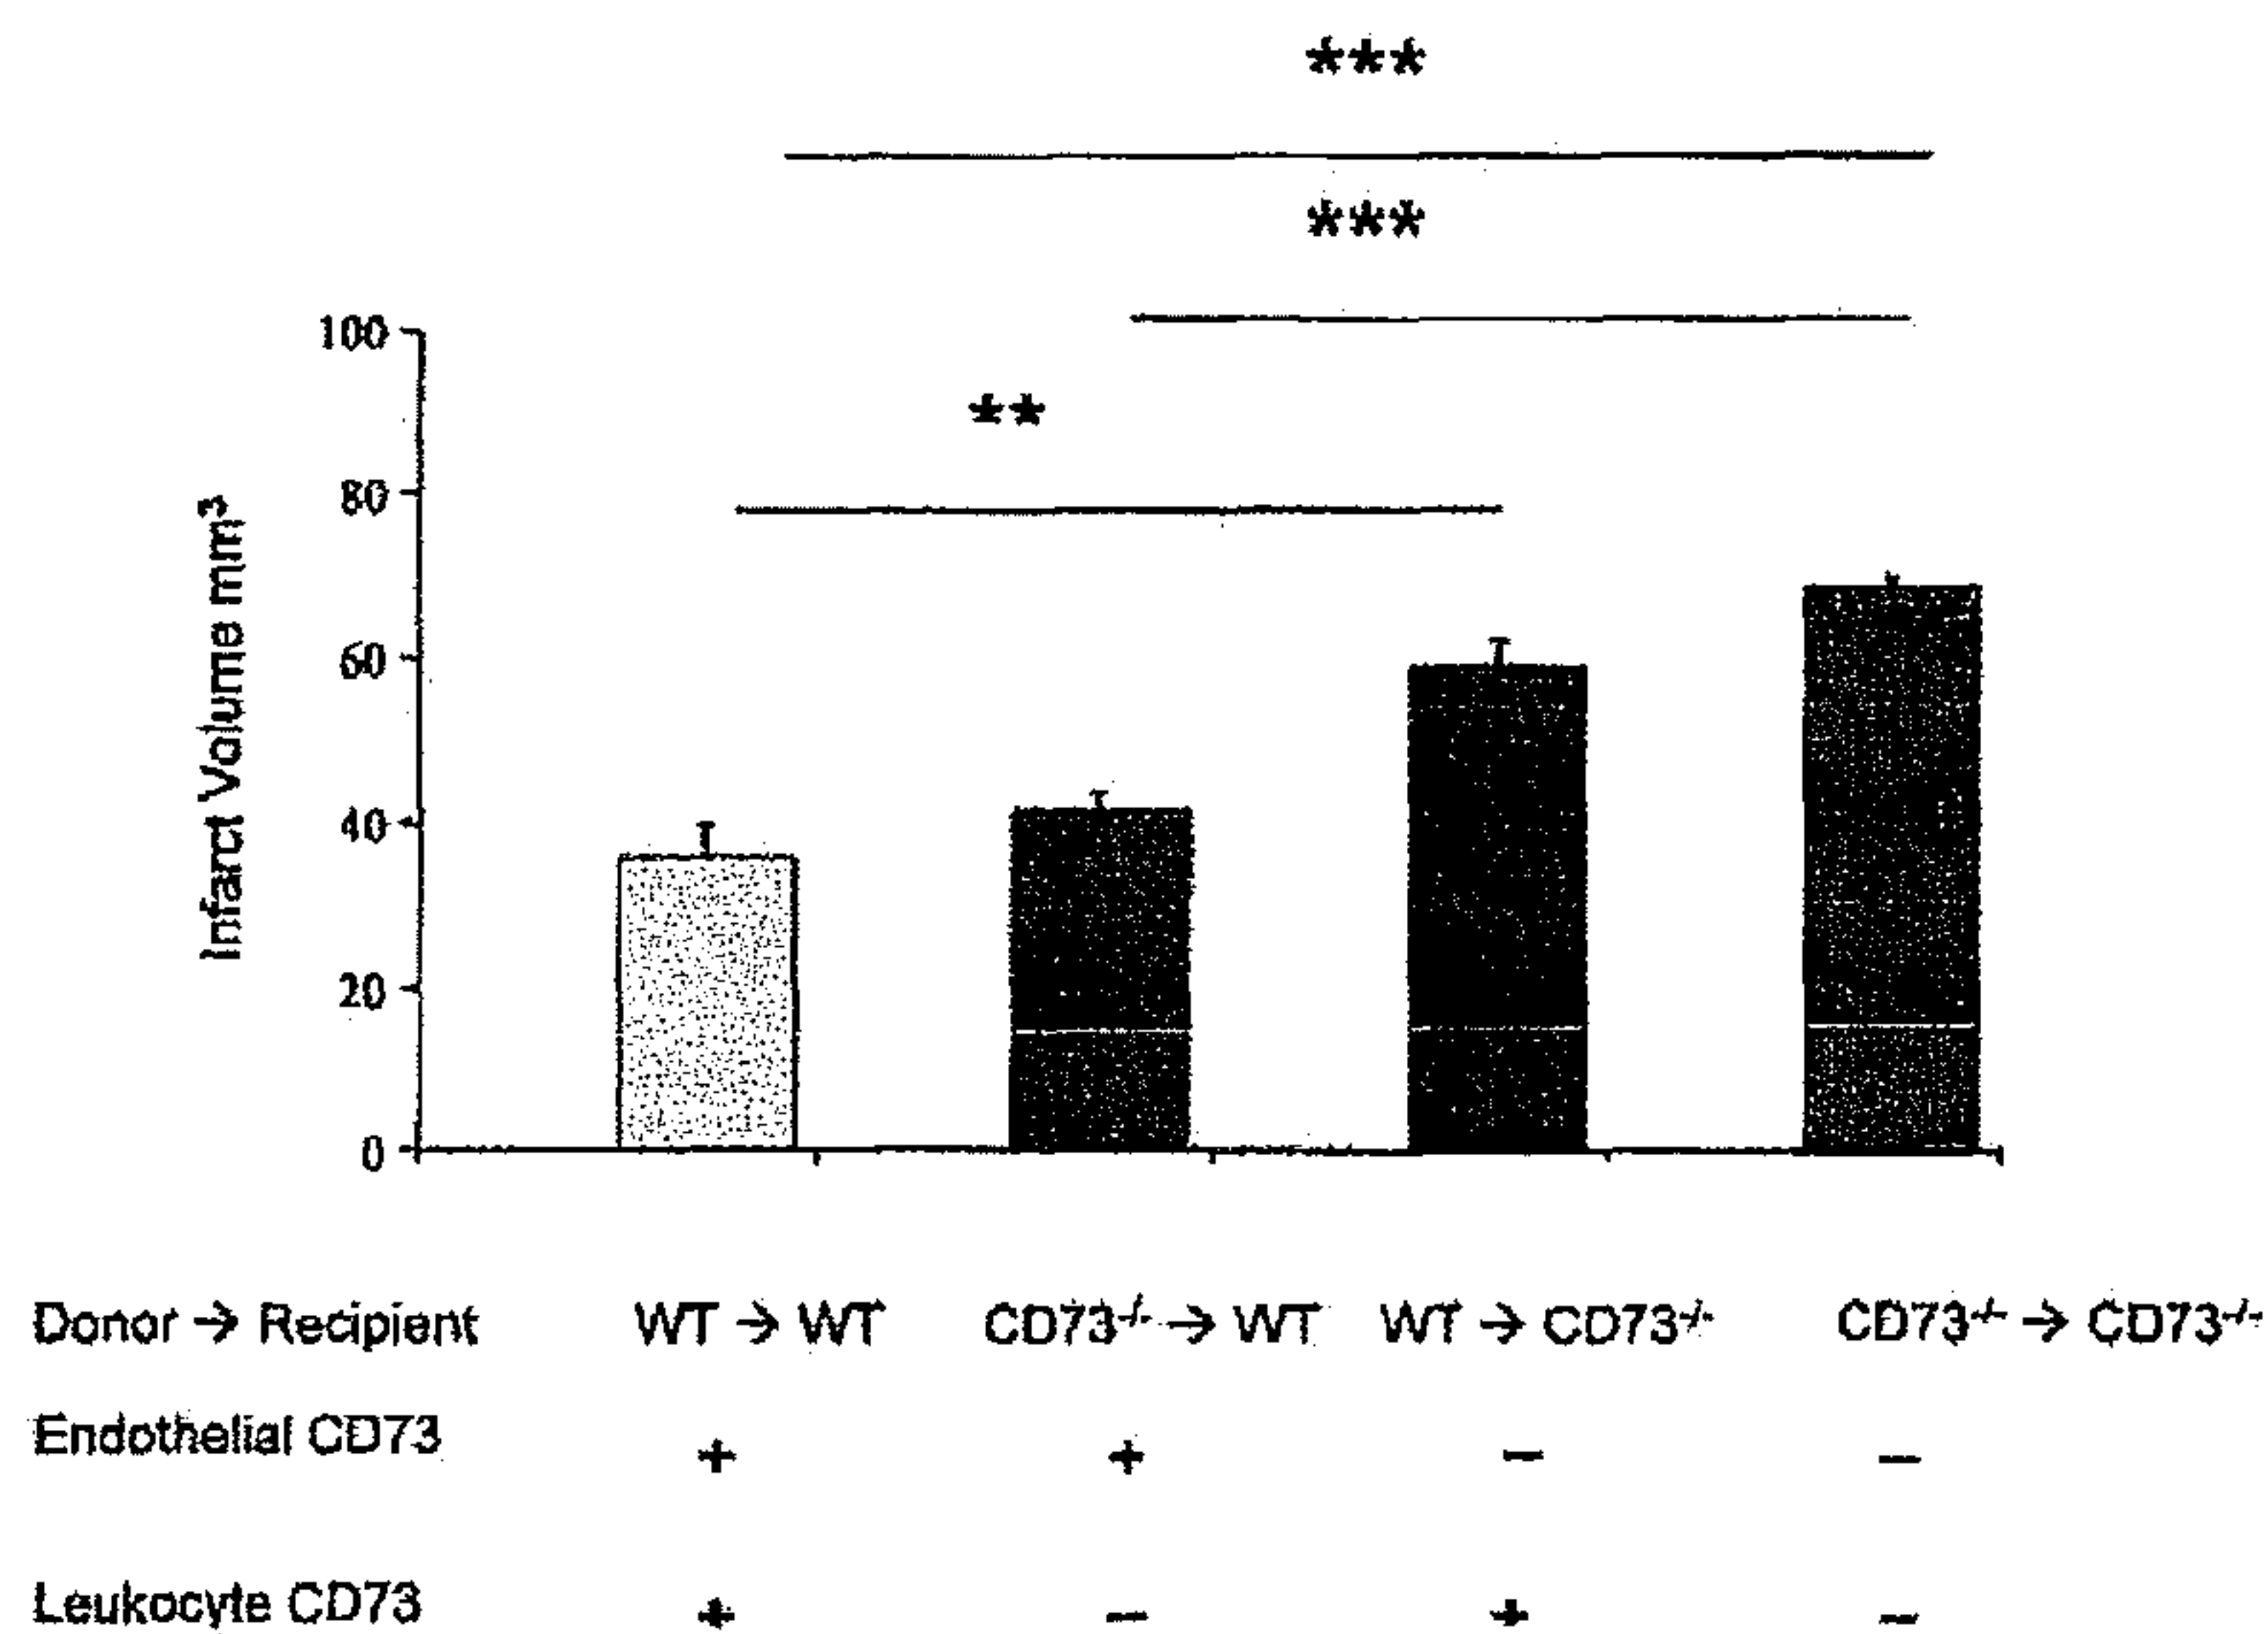 ***
***
**
100
80
60
40
20
0
Infarct Volume mm³
Donor → Recipient WT → WT CD73⁻/⁻ → WT WT → CD73⁻/⁻ CD73⁻/⁻ → CD73⁻/⁻
Endothelial CD73 + + − −
Leukocyte CD73 + − + −